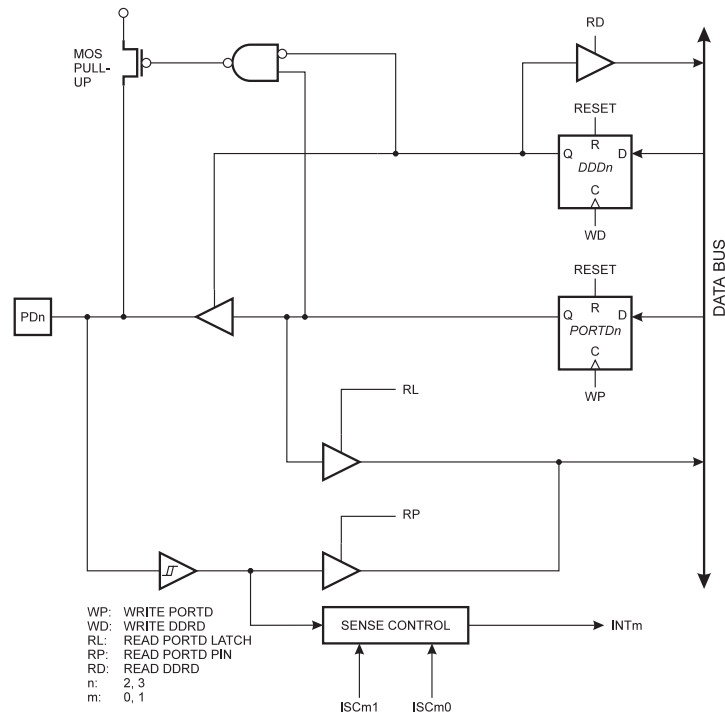 RD
MOS
PULL-
UP
RESET
R
Q
D
DDDn
C
WD
DATA BUS
RESET
PDn
R
Q
D
PORTDn
C
WP
RL
RP
WP: WRITE PORTD
WD: WRITE DDRD
RL: READ PORTD LATCH
RP: READ PORTD PIN
RD: READ DDRD
n: 2, 3
m: 0, 1
SENSE CONTROL
INTm
ISCm1
ISCm0